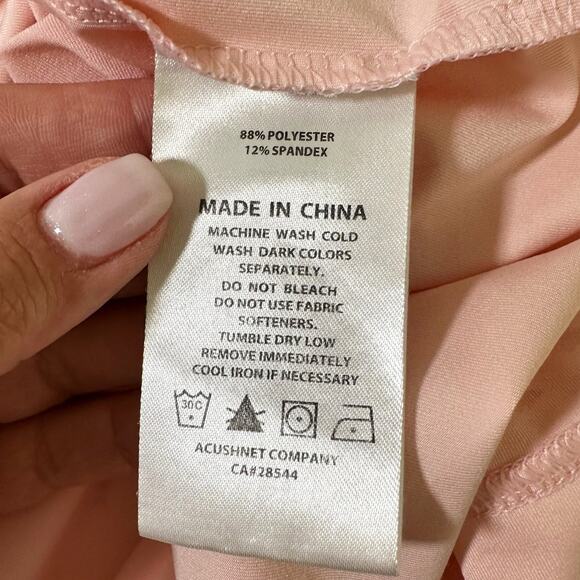 88% POLYESTER
12% SPANDEX
MADE IN CHINA
MACHINE WASH COLD
WASH DARK COLORS
SEPARATELY.
DO NOT BLEACH
DO NOT USE FABRIC
SOFTENERS.
TUMBLE DRY LOW
REMOVE IMMEDIATELY
COOL IRON IF NECESSARY
30C
ACUSHNET COMPANY
CA#28544